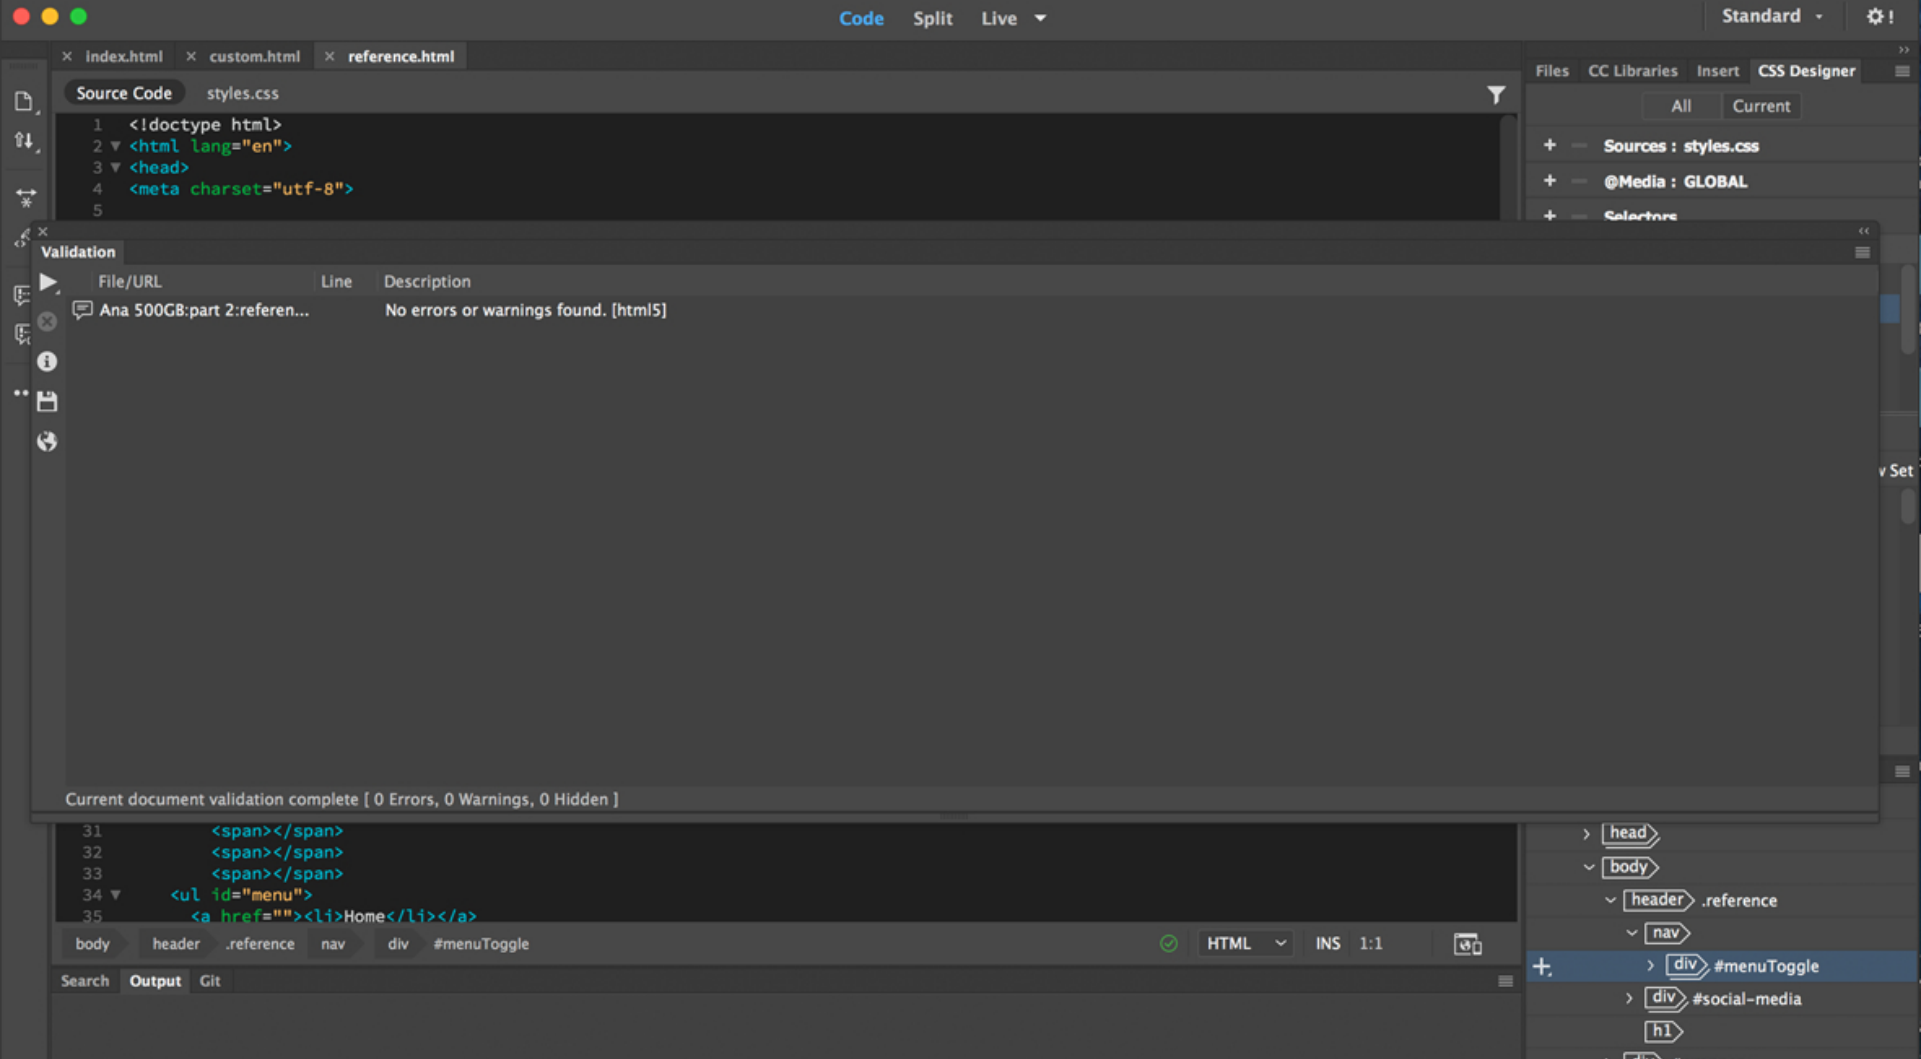 Code Split Live
Standard
index.html custom.html reference.html
Source Code styles.css
1 <!doctype html>
2 <html lang="en">
3 <head>
4 <meta charset="utf-8">
5
Files CC Libraries Insert CSS Designer
All Current
Sources : styles.css
@Media : GLOBAL
Selectors
Validation
File/URL Line Description
Ana 500GB:part 2:referen... No errors or warnings found. [html5]
Set
Current document validation complete [ 0 Errors, 0 Warnings, 0 Hidden ]
31 <span></span>
32 <span></span>
33 <span></span>
34 <ul id="menu">
35 <a href=""><li>Home</li></a>
body header .reference nav div #menuToggle
HTML INS 1:1
Search Output Git
head
body
header .reference
nav
div #menuToggle
div #social-media
h1